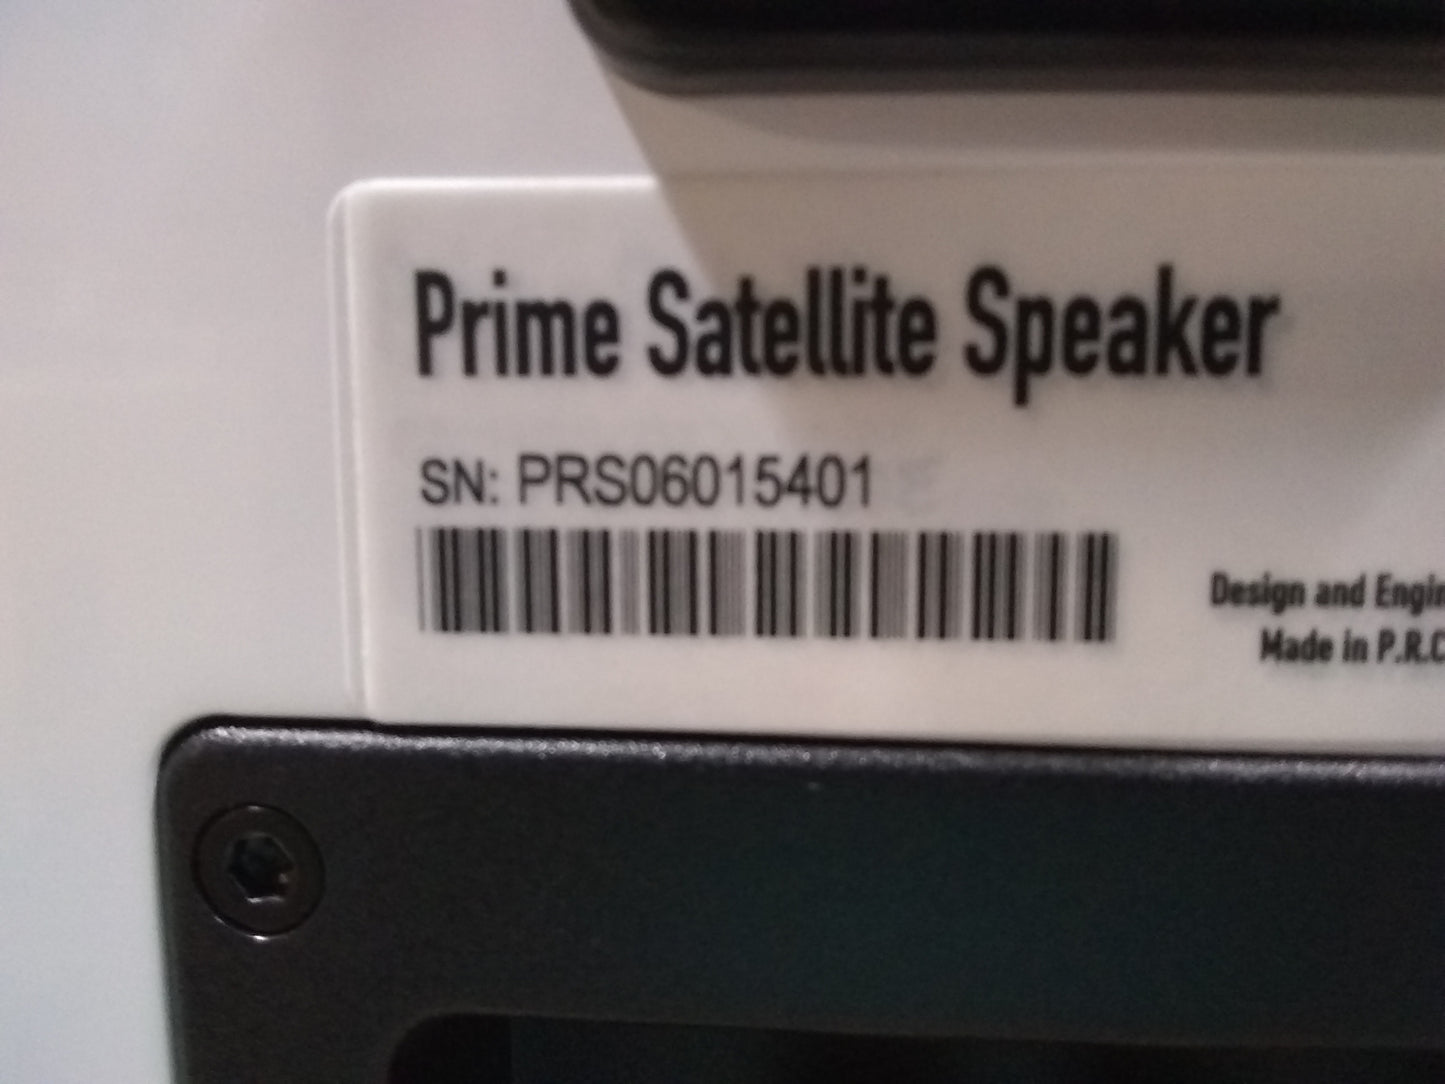 Prime Satellite Speaker
SN: PRS06015401
Design and
Made in P.R.C